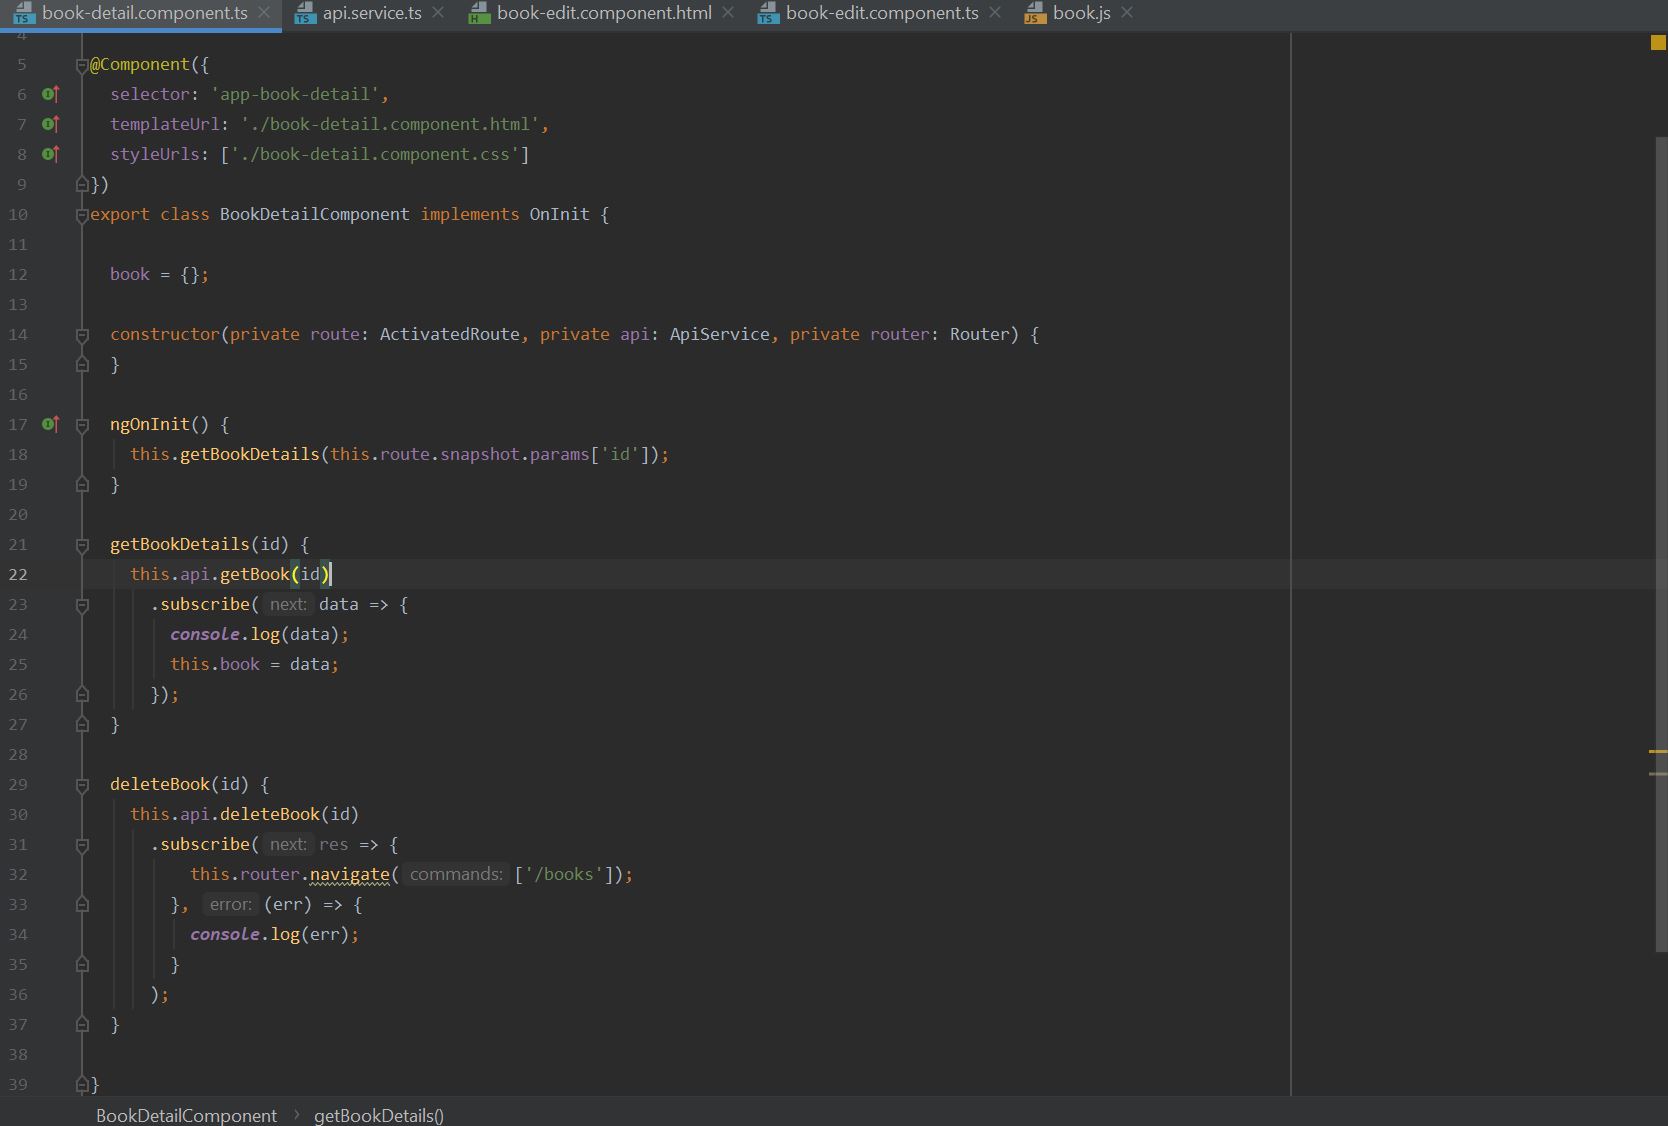 book-detail.component.ts api.service.ts book-edit.component.html book-edit.component.ts book.js
4
5 @Component({
6   selector: 'app-book-detail',
7   templateUrl: './book-detail.component.html',
8   styleUrls: ['./book-detail.component.css']
9 })
10 export class BookDetailComponent implements OnInit {
11
12   book = {};
13
14   constructor(private route: ActivatedRoute, private api: ApiService, private router: Router) {
15   }
16
17   ngOnInit() {
18     this.getBookDetails(this.route.snapshot.params['id']);
19   }
20
21   getBookDetails(id) {
22     this.api.getBook(id)
23       .subscribe( next: data => {
24         console.log(data);
25         this.book = data;
26       });
27   }
28
29   deleteBook(id) {
30     this.api.deleteBook(id)
31       .subscribe( next: res => {
32           this.router.navigate( commands: ['/books']);
33         }, error: (err) => {
34           console.log(err);
35         }
36       );
37   }
38
39 }
BookDetailComponent › getBookDetails()